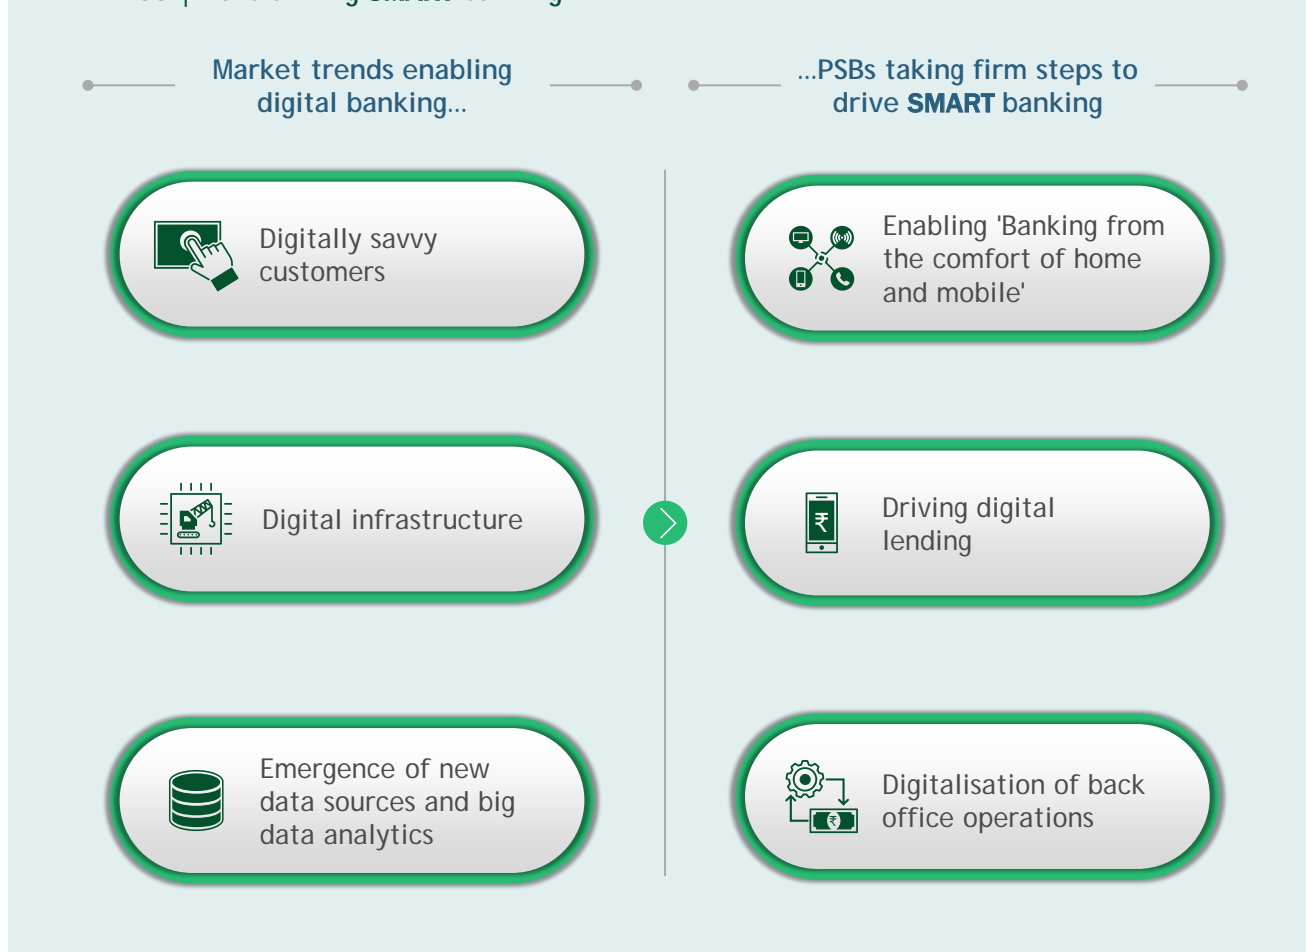 SMART
Market trends enabling
digital banking...
Digitally savvy
customers
Digital infrastructure
Emergence of new
data sources and big
data analytics
...PSBs taking firm steps to
drive SMART banking
Enabling 'Banking from
the comfort of home
and mobile'
₹
Driving digital
lending
₹
Digitalisation of back
office operations